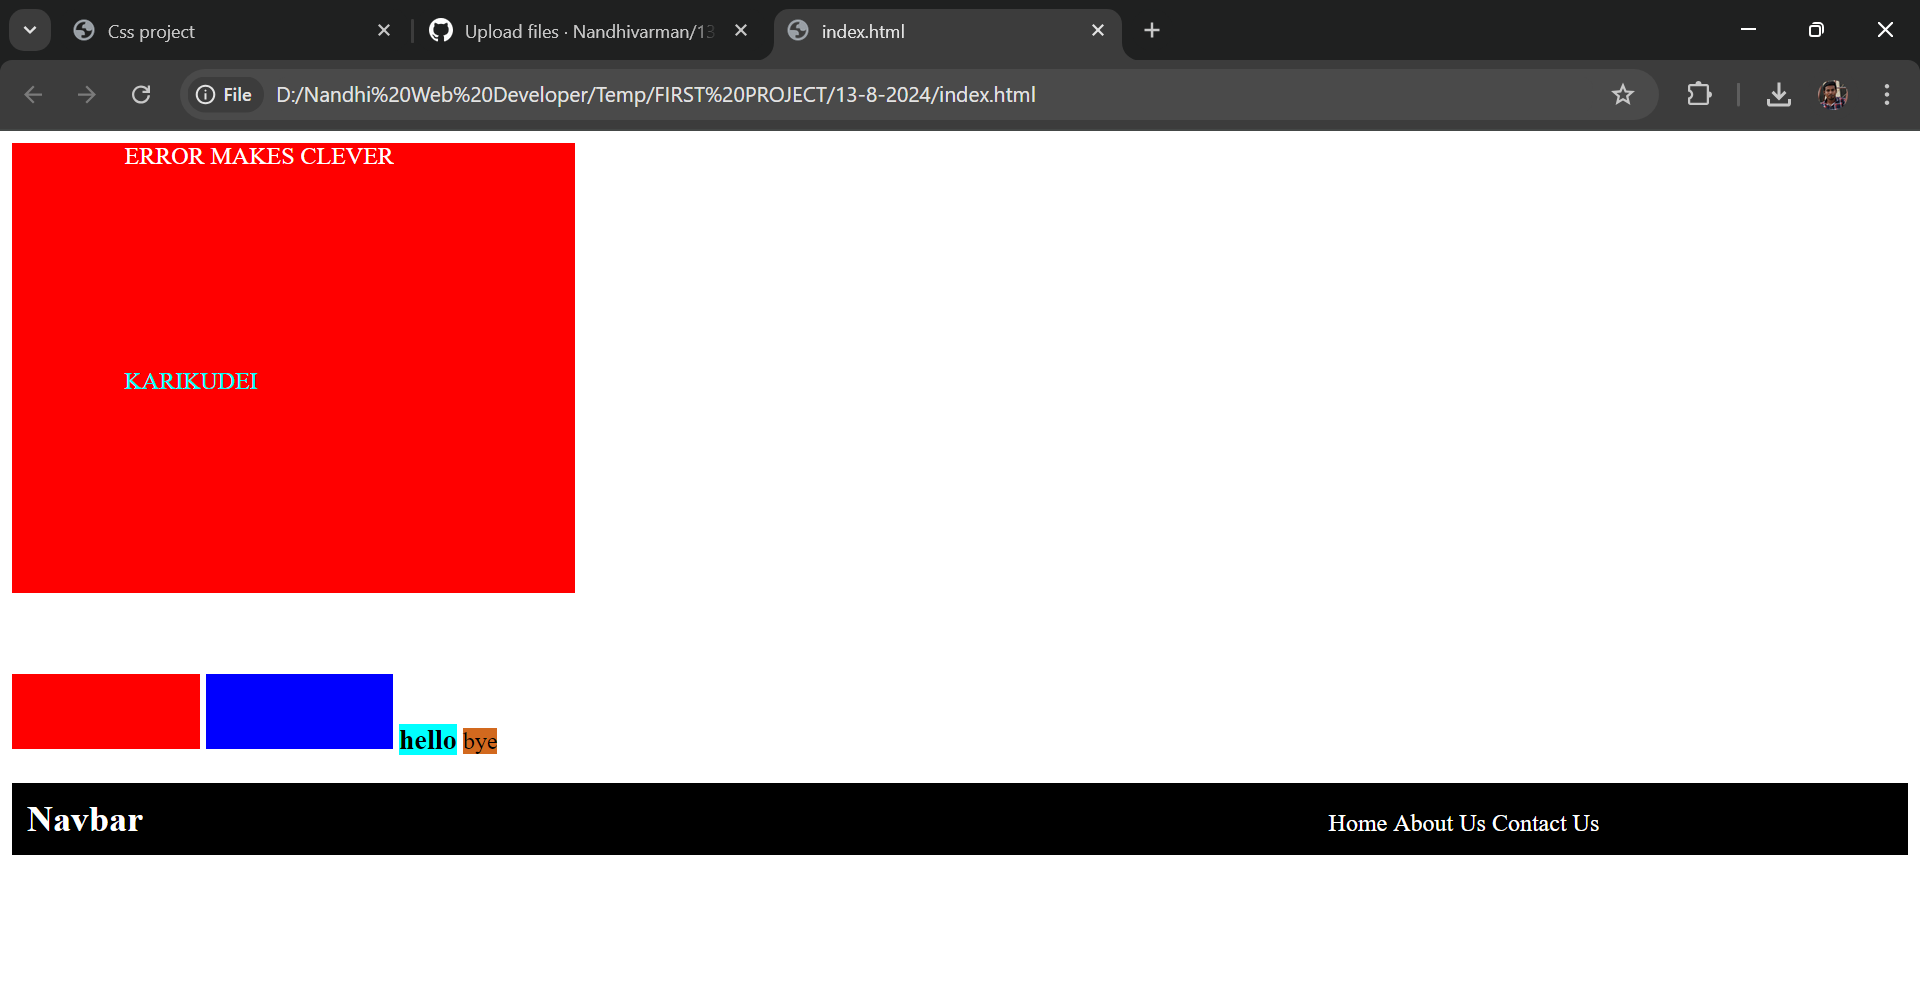 Css project
Upload files · Nandhivarman/13
index.html
File
D:/Nandhi%20Web%20Developer/Temp/FIRST%20PROJECT/13-8-2024/index.html
ERROR MAKES CLEVER
KARIKUDEI
hello bye
Navbar Home About Us Contact Us